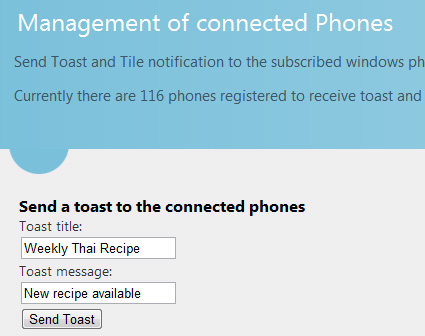 Management of connected Phones
Send Toast and Tile notification to the subscribed windows ph
Currently there are 116 phones registered to receive toast and
Send a toast to the connected phones
Toast title:
Weekly Thai Recipe
Toast message:
New recipe available
Send Toast